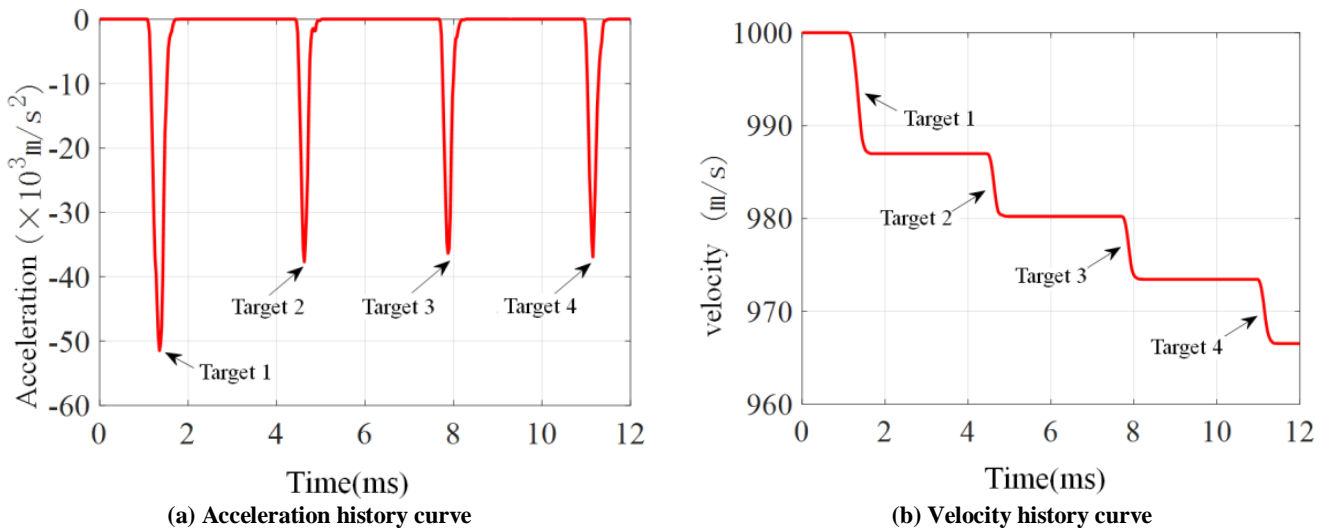 0
-10
-20
-30
-40
-50
-60
Acceleration (×10³m/s²)
Target 1
Target 2
Target 3
Target 4
0 2 4 6 8 10 12
Time(ms)
(a) Acceleration history curve
1000
990
980
970
960
velocity (m/s)
Target 1
Target 2
Target 3
Target 4
0 2 4 6 8 10 12
Time(ms)
(b) Velocity history curve